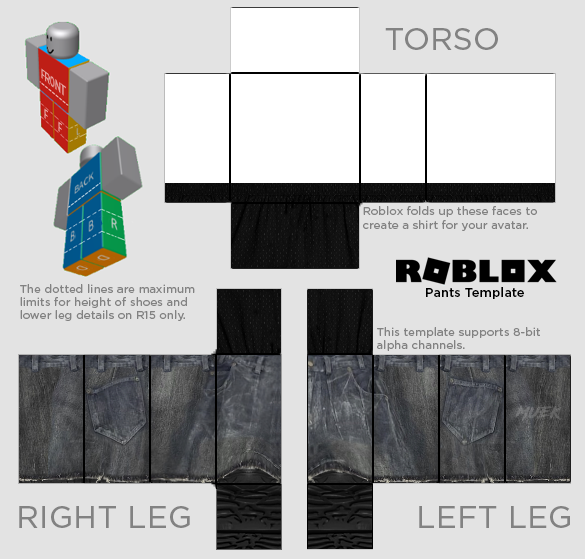 TORSO
FRONT
F F L
BACK
B B R
Roblox folds up these faces to
create a shirt for your avatar.
ROBLOX
Pants Template
The dotted lines are maximum
limits for height of shoes and
lower leg details on R15 only.
This template supports 8-bit
alpha channels.
MUER
RIGHT LEG
LEFT LEG